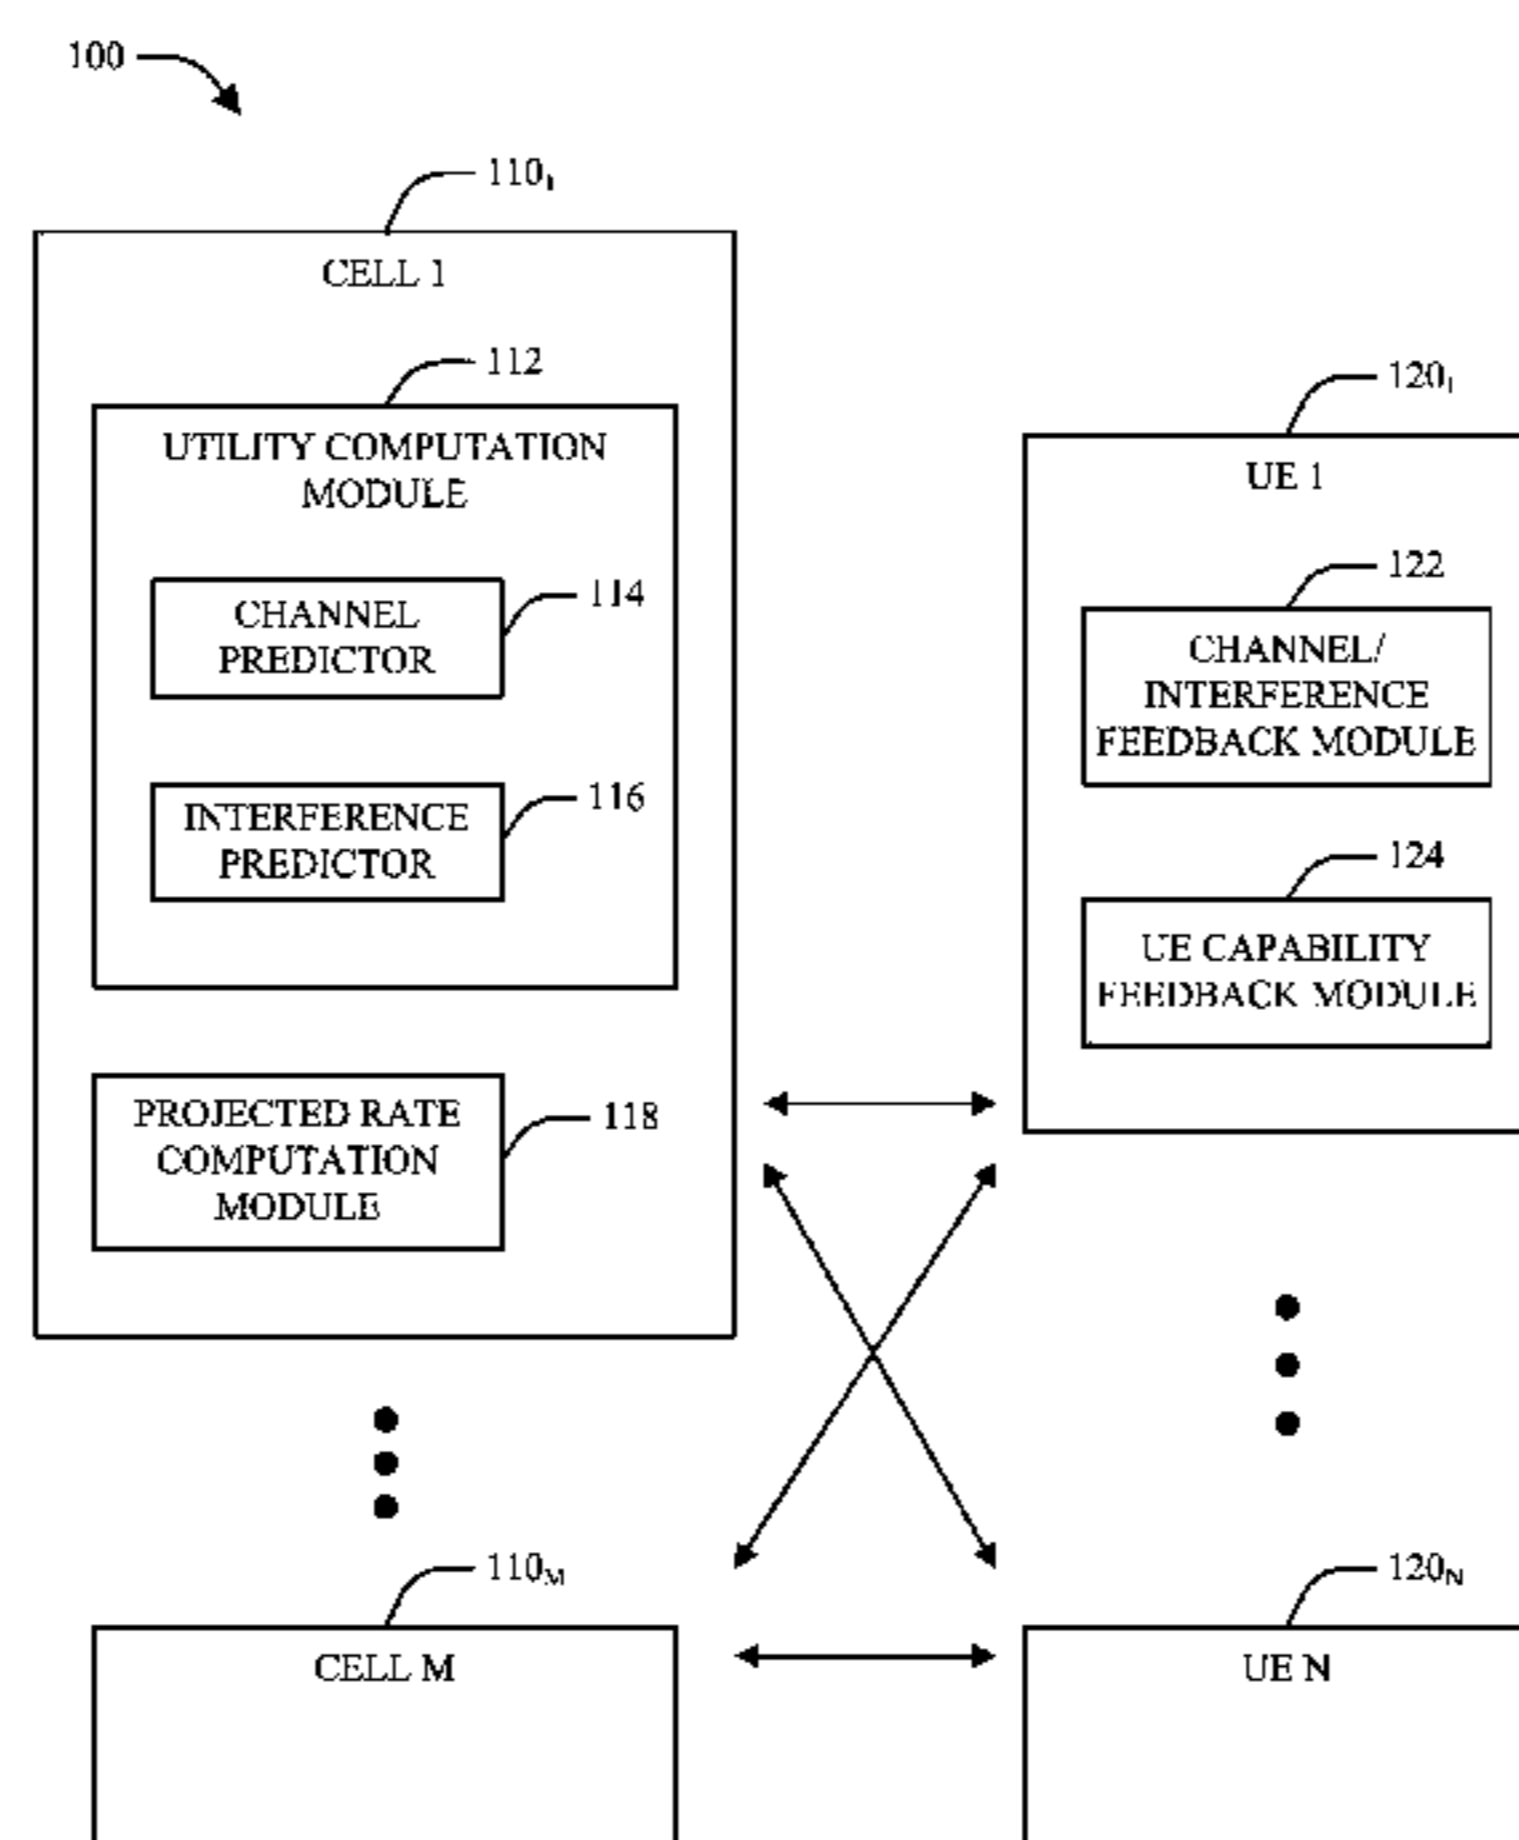 100
110₁
CELL 1
112
UTILITY COMPUTATION
MODULE
114
CHANNEL
PREDICTOR
116
INTERFERENCE
PREDICTOR
118
PROJECTED RATE
COMPUTATION
MODULE
120₁
UE 1
122
CHANNEL/
INTERFERENCE
FEEDBACK MODULE
124
UE CAPABILITY
FEEDBACK MODULE
110M
CELL M
120N
UE N